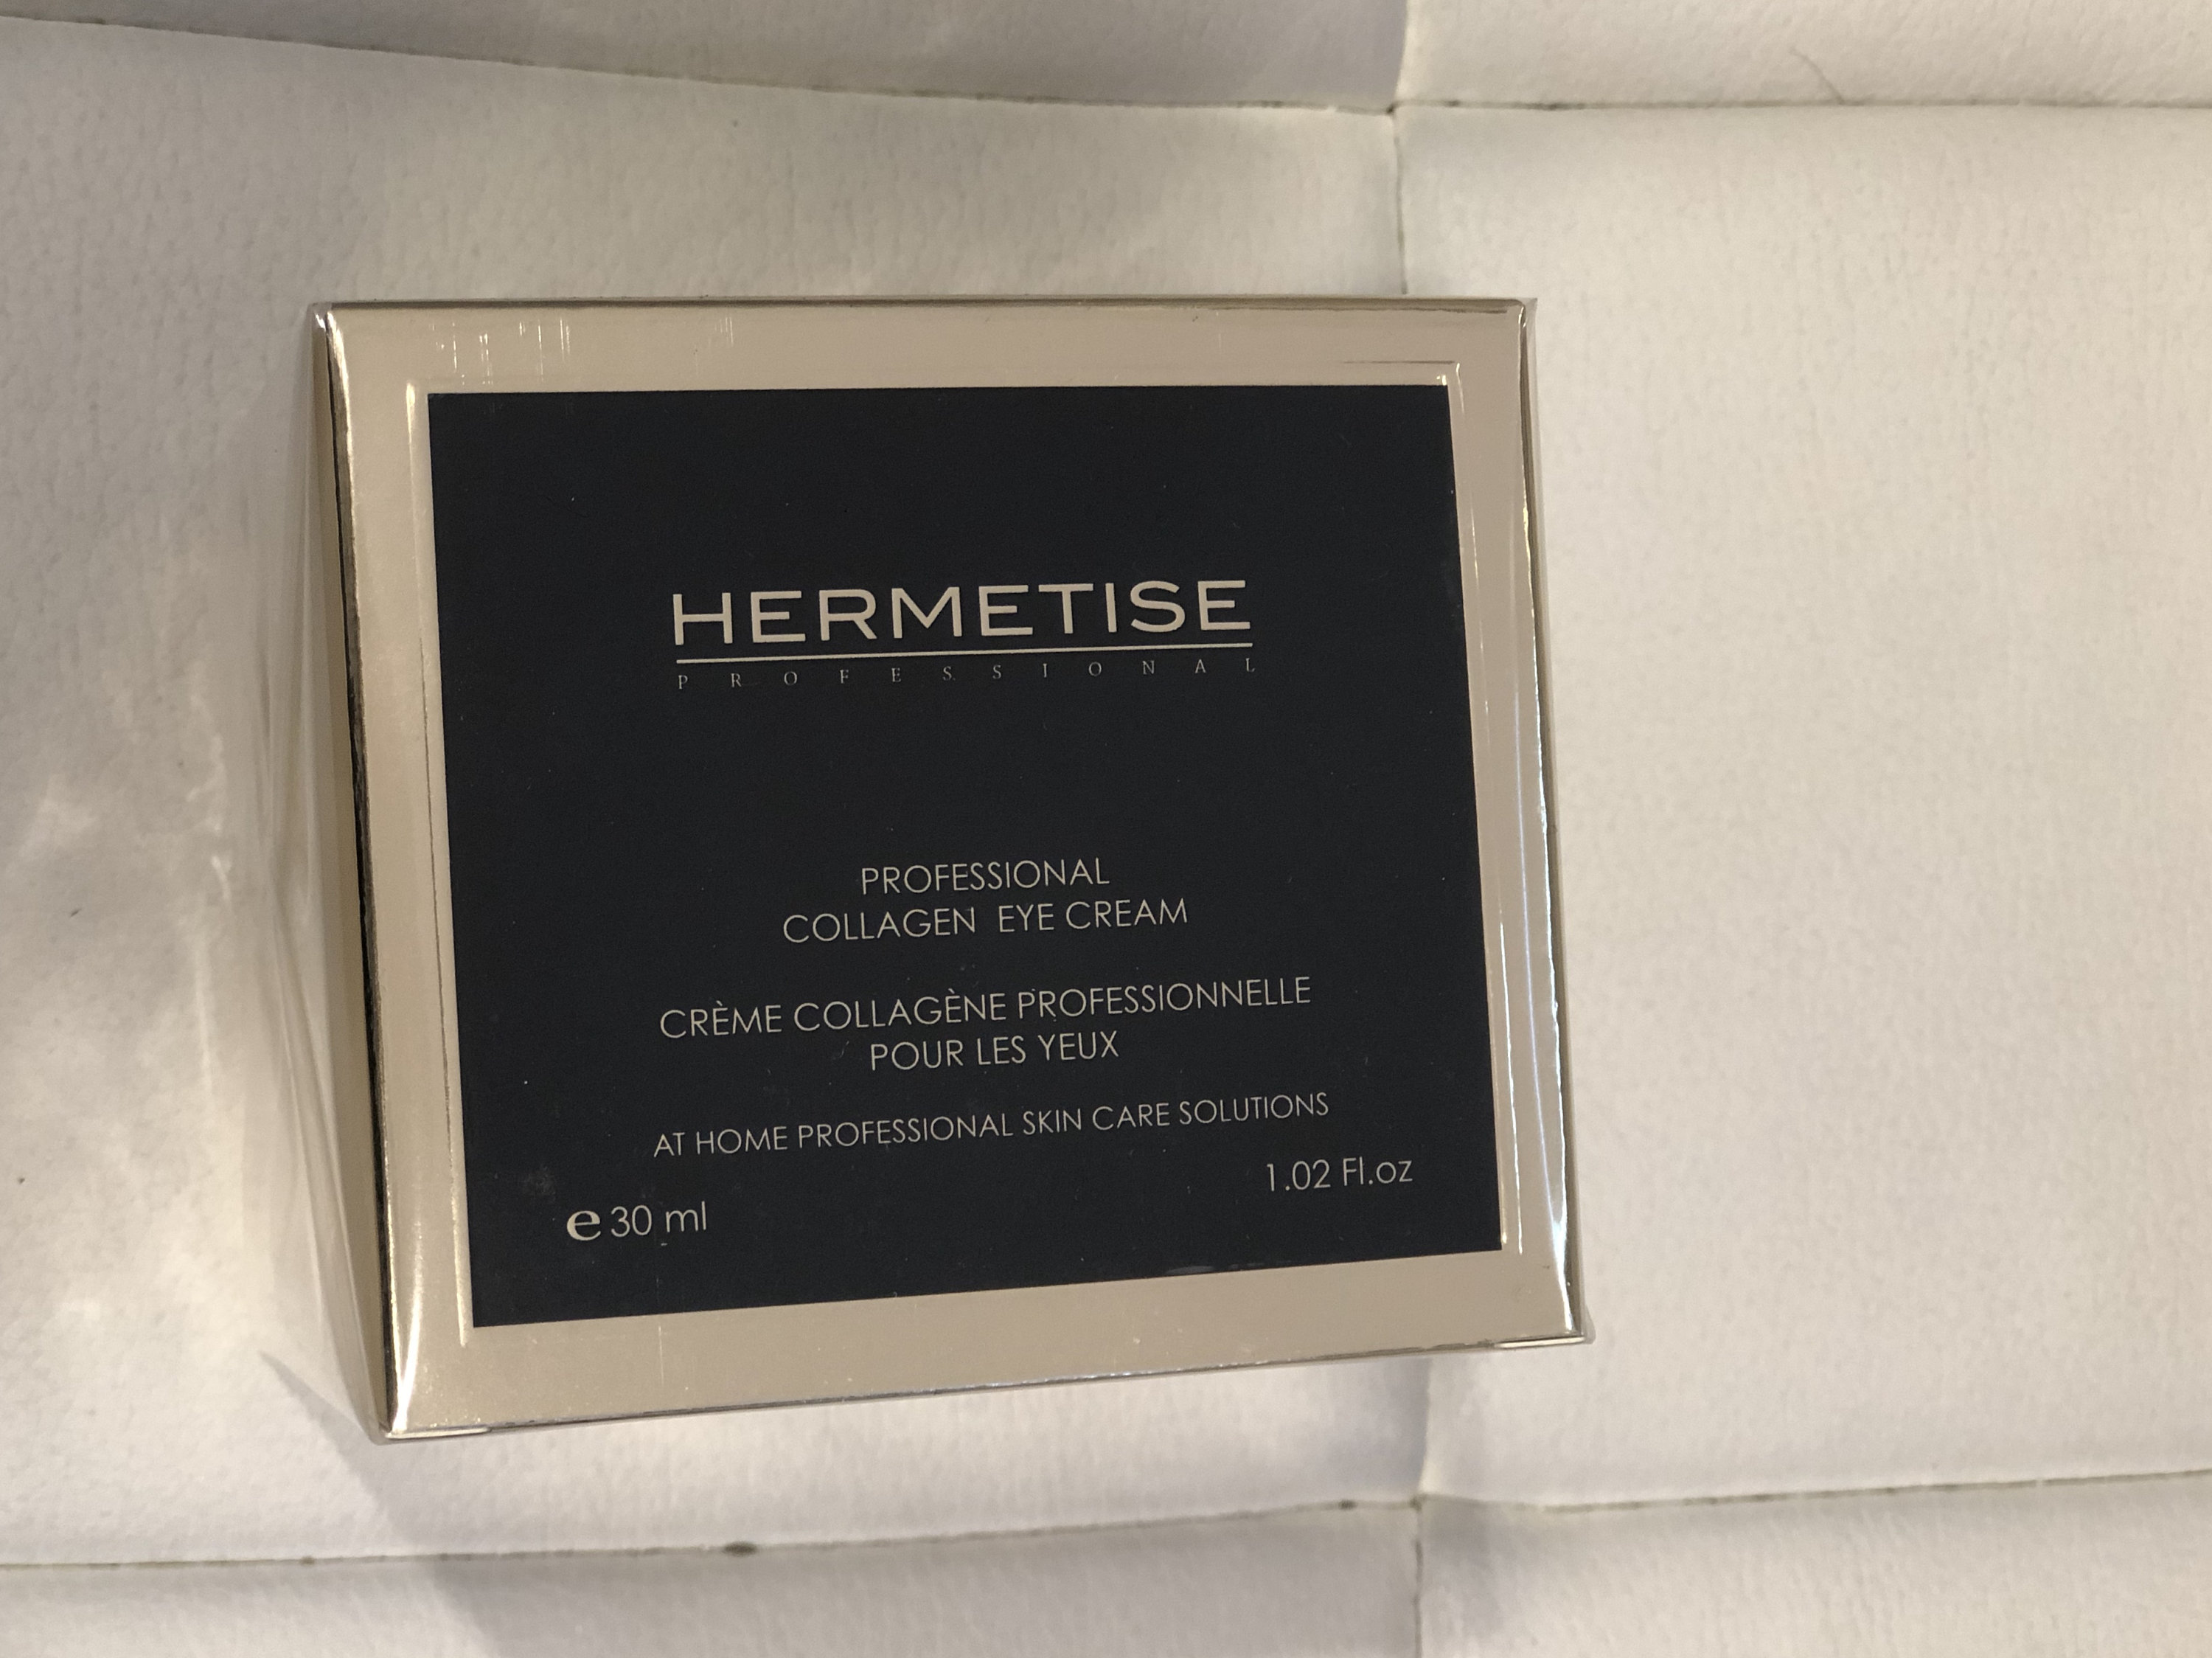 HERMETISE
PROFESSIONAL
PROFESSIONAL
COLLAGEN EYE CREAM
CRÈME COLLAGÈNE PROFESSIONNELLE
POUR LES YEUX
AT HOME PROFESSIONAL SKIN CARE SOLUTIONS
1.02 Fl.oz
e 30 ml